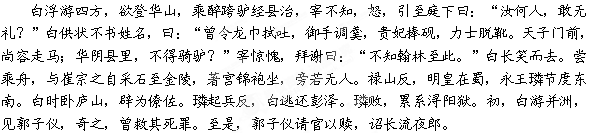 白浮游四方，欲登华山，乘醉跨驴经县治，宰不知，怒，引至庭下曰：“汝何人，敢无
礼？”白供状不书姓名，曰：“曾令龙巾拭吐，御手调羹，贵妃捧砚，力士脱靴。天子门前，
尚容走马；华阴县里，不得骑驴？”宰惊愧，拜谢曰：“不知翰林至此。”白长笑而去。尝
乘舟，与崔宗之自采石至金陵，著宫锦袍坐，旁若无人。禄山反，明皇在蜀，永王璘节度东
南。白时卧庐山，辟为僚佐。璘起兵反，白逃还彭泽。璘败，累系浔阳狱。初，白游并州，
见郭子仪，奇之，曾救其死罪。至是，郭子仪请官以赎，诏长流夜郎。